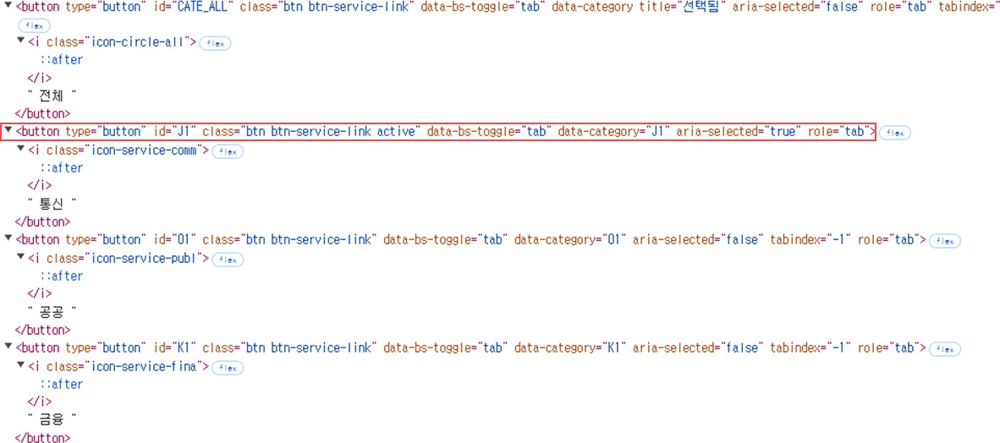 <button type="button" id="CATE_ALL" class="btn btn-service-link" data-bs-toggle="tab" data-category title="선택됨" aria-selected="false" role="tab" tabindex="
flex
<i class="icon-circle-all"> flex
::after
</i>
" 전체 "
</button>
<button type="button" id="J1" class="btn btn-service-link active" data-bs-toggle="tab" data-category="J1" aria-selected="true" role="tab"> flex
<i class="icon-service-comm"> flex
::after
</i>
" 통신 "
</button>
<button type="button" id="O1" class="btn btn-service-link" data-bs-toggle="tab" data-category="O1" aria-selected="false" tabindex="-1" role="tab"> flex
<i class="icon-service-publ"> flex
::after
</i>
" 공공 "
</button>
<button type="button" id="K1" class="btn btn-service-link" data-bs-toggle="tab" data-category="K1" aria-selected="false" tabindex="-1" role="tab"> flex
<i class="icon-service-fina"> flex
::after
</i>
" 금융 "
</button>